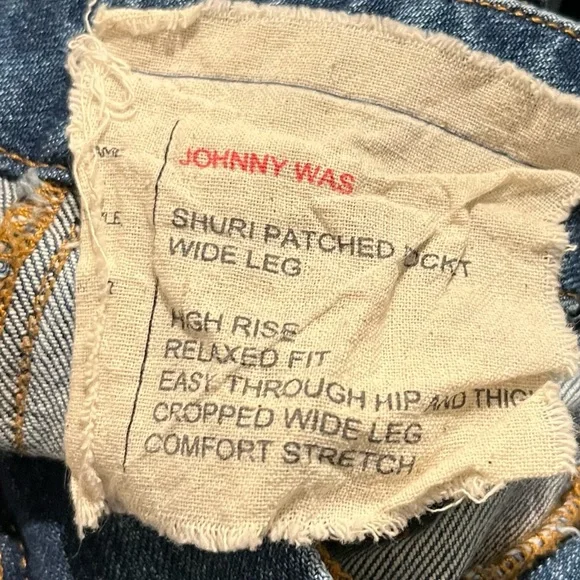 JOHNNY WAS
SHURI PATCHED
WIDE LEG
HGH RISE
RELAXED FIT
EASY THROUGH HIP AND THIG
CROPPED WIDE LEG
COMFORT STRETCH